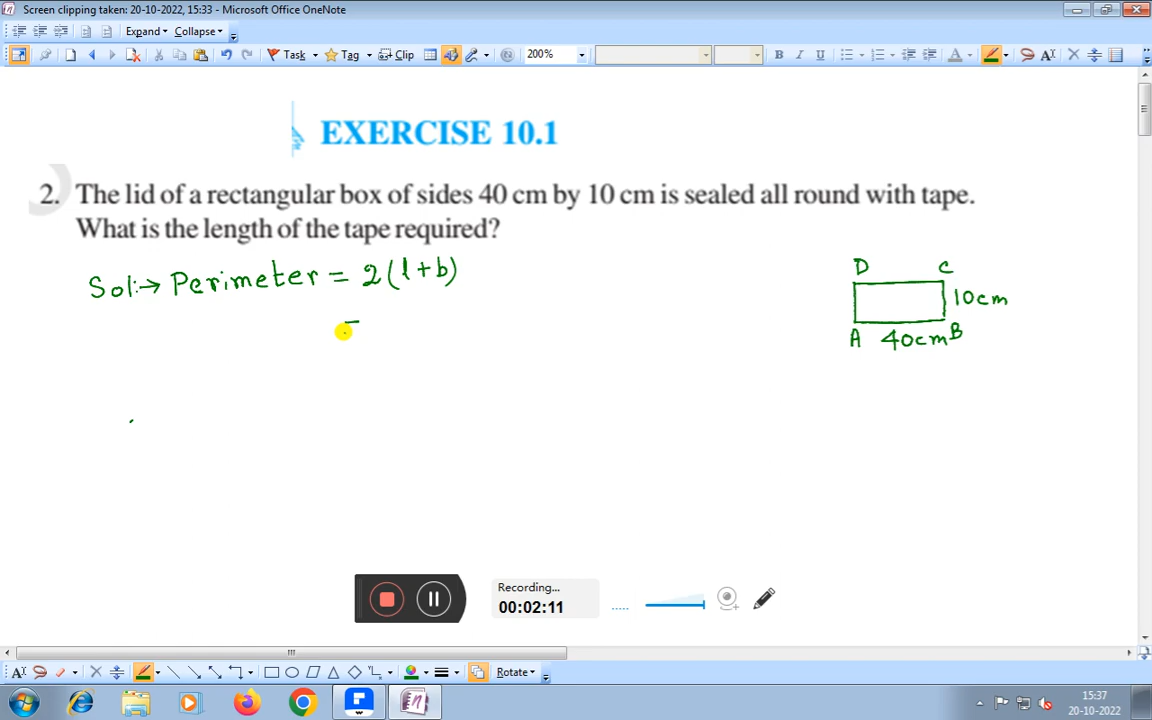 Screen clipping taken: 20-10-2022, 15:33 - Microsoft Office OneNote
Expand Collapse
Task Tag Clip 200% B I U A
EXERCISE 10.1
2. The lid of a rectangular box of sides 40 cm by 10 cm is sealed all round with tape.
What is the length of the tape required?
Sol:→ Perimeter = 2(l+b)
D C
10cm
A 40cm B
Recording...
00:02:11
Rotate
15:37
20-10-2022